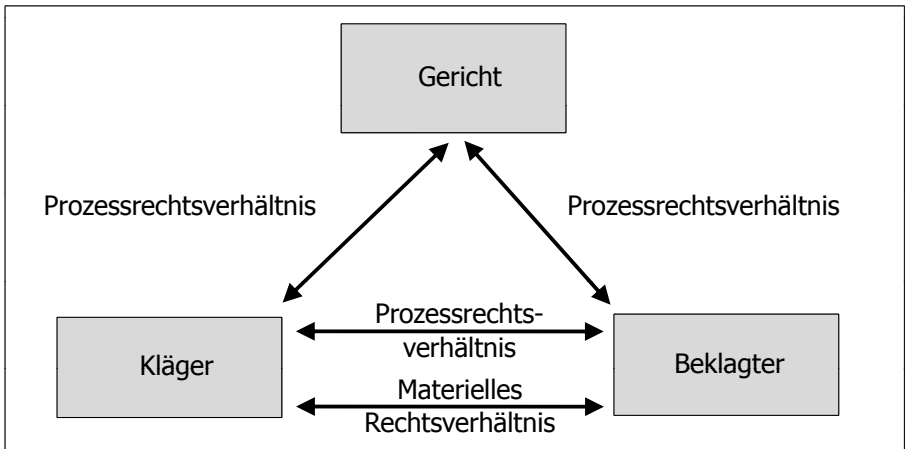 Gericht
Prozessrechtsverhältnis
Prozessrechtsverhältnis
Prozessrechts-
verhältnis
Kläger
Beklagter
Materielles
Rechtsverhältnis